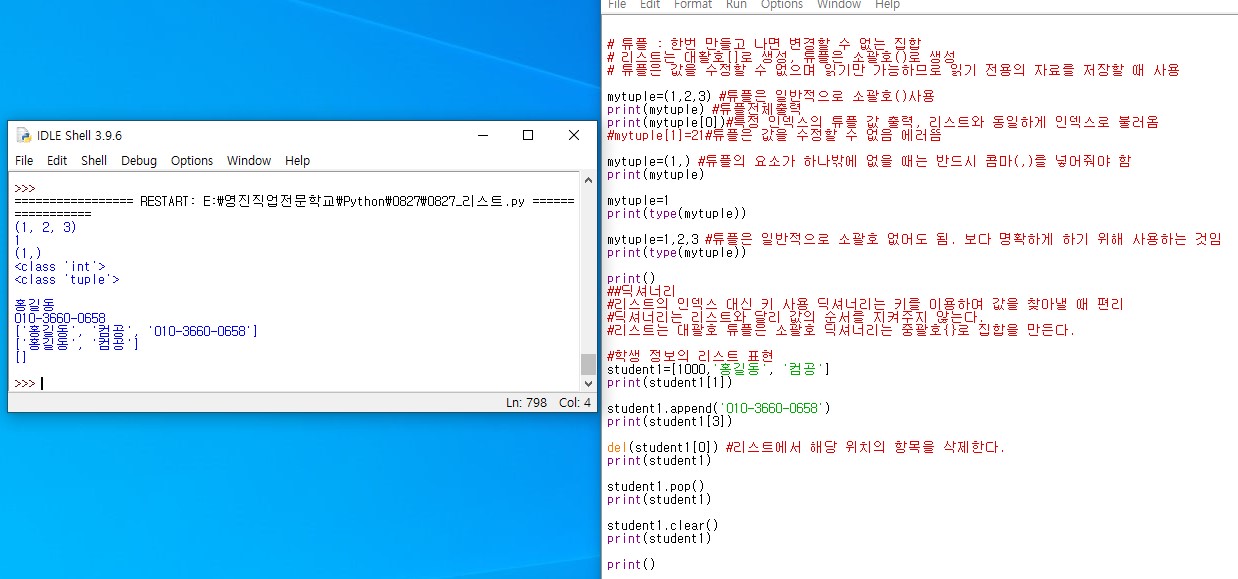 IDLE Shell 3.9.6
File Edit Shell Debug Options Window Help
>>>
================= RESTART: E:\명진직업전문학교\Python\0827\0827_리스트.py ======
===========
(1, 2, 3)
1
(1,)
<class 'int'>
<class 'tuple'>
홍길동
010-3660-0658
['홍길동', '컴공', '010-3660-0658']
['홍길동', '컴공']
[]
>>>
Ln: 798 Col: 4
File Edit Format Run Options Window Help
# 튜플 : 한번 만들고 나면 변경할 수 없는 집합
# 리스트는 대활호[]로 생성, 튜플은 소괄호()로 생성
# 튜플은 값을 수정할 수 없으며 읽기만 가능하므로 읽기 전용의 자료를 저장할 때 사용
mytuple=(1,2,3) #튜플은 일반적으로 소괄호()사용
print(mytuple) #튜플전체출력
print(mytuple[0])#특정 인덱스의 튜플 값 출력, 리스트와 동일하게 인덱스로 불러옴
#mytuple[1]=21#튜플은 값을 수정할 수 없음 에러뜸
mytuple=(1,) #튜플의 요소가 하나밖에 없을 때는 반드시 콤마(,)를 넣어줘야 함
print(mytuple)
mytuple=1
print(type(mytuple))
mytuple=1,2,3 #튜플은 일반적으로 소괄호 없어도 됨. 보다 명확하게 하기 위해 사용하는 것임
print(type(mytuple))
print()
##딕셔너리
#리스트의 인덱스 대신 키 사용 딕셔너리는 키를 이용하며 값을 찾아낼 때 편리
#딕셔너리는 리스트와 달리 값의 순서를 지켜주지 않는다.
#리스트는 대괄호 튜플은 소괄호 딕셔너리는 중괄호{}로 집합을 만든다.
#학생 정보의 리스트 표현
student1=[1000,'홍길동', '컴공']
print(student1[1])
student1.append('010-3660-0658')
print(student1[3])
del(student1[0]) #리스트에서 해당 위치의 항목을 삭제한다.
print(student1)
student1.pop()
print(student1)
student1.clear()
print(student1)
print()